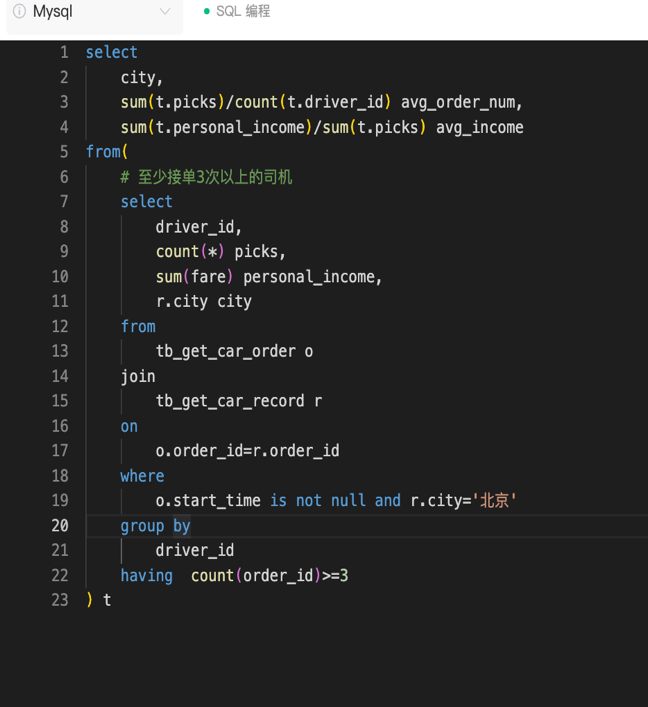 Mysql
SQL 编程
1 select
2 city,
3 sum(t.picks)/count(t.driver_id) avg_order_num,
4 sum(t.personal_income)/sum(t.picks) avg_income
5 from(
6 # 至少接单3次以上的司机
7 select
8 driver_id,
9 count(*) picks,
10 sum(fare) personal_income,
11 r.city city
12 from
13 tb_get_car_order o
14 join
15 tb_get_car_record r
16 on
17 o.order_id=r.order_id
18 where
19 o.start_time is not null and r.city='北京'
20 group by
21 driver_id
22 having  count(order_id)>=3
23 ) t